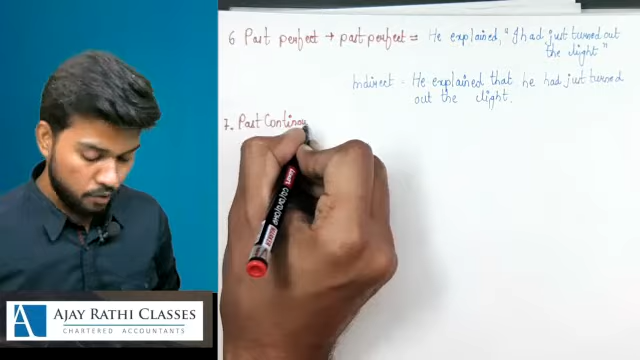 6 Past perfect → past perfect = He explained, "I had just turned out
the light"
Indirect - He explained that he had just turned
out the light.
7. Past Continuou
AJAY RATHI CLASSES
CHARTERED ACCOUNTANTS